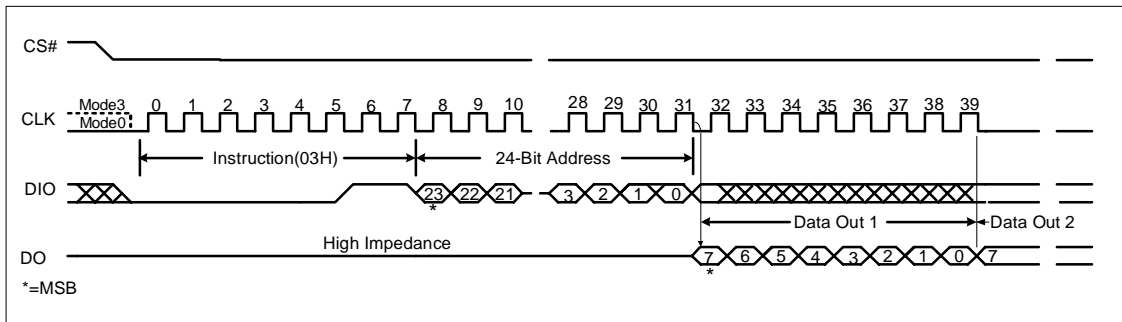 CS#
Mode3 0 1 2 3 4 5 6 7 8 9 10 28 29 30 31 32 33 34 35 36 37 38 39
CLK Mode0
Instruction(03H) 24-Bit Address
DIO 23 22 21 3 2 1 0
*
Data Out 1 Data Out 2
High Impedance
DO 7 6 5 4 3 2 1 0 7
*
*=MSB